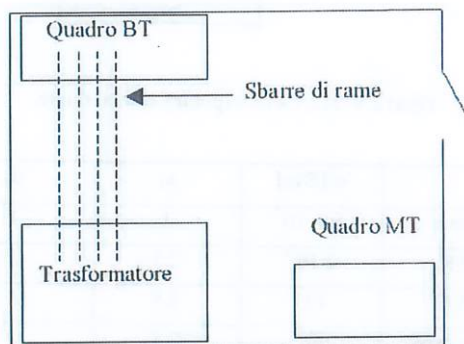 Quadro BT
Sbarre di rame
Quadro MT
Trasformatore